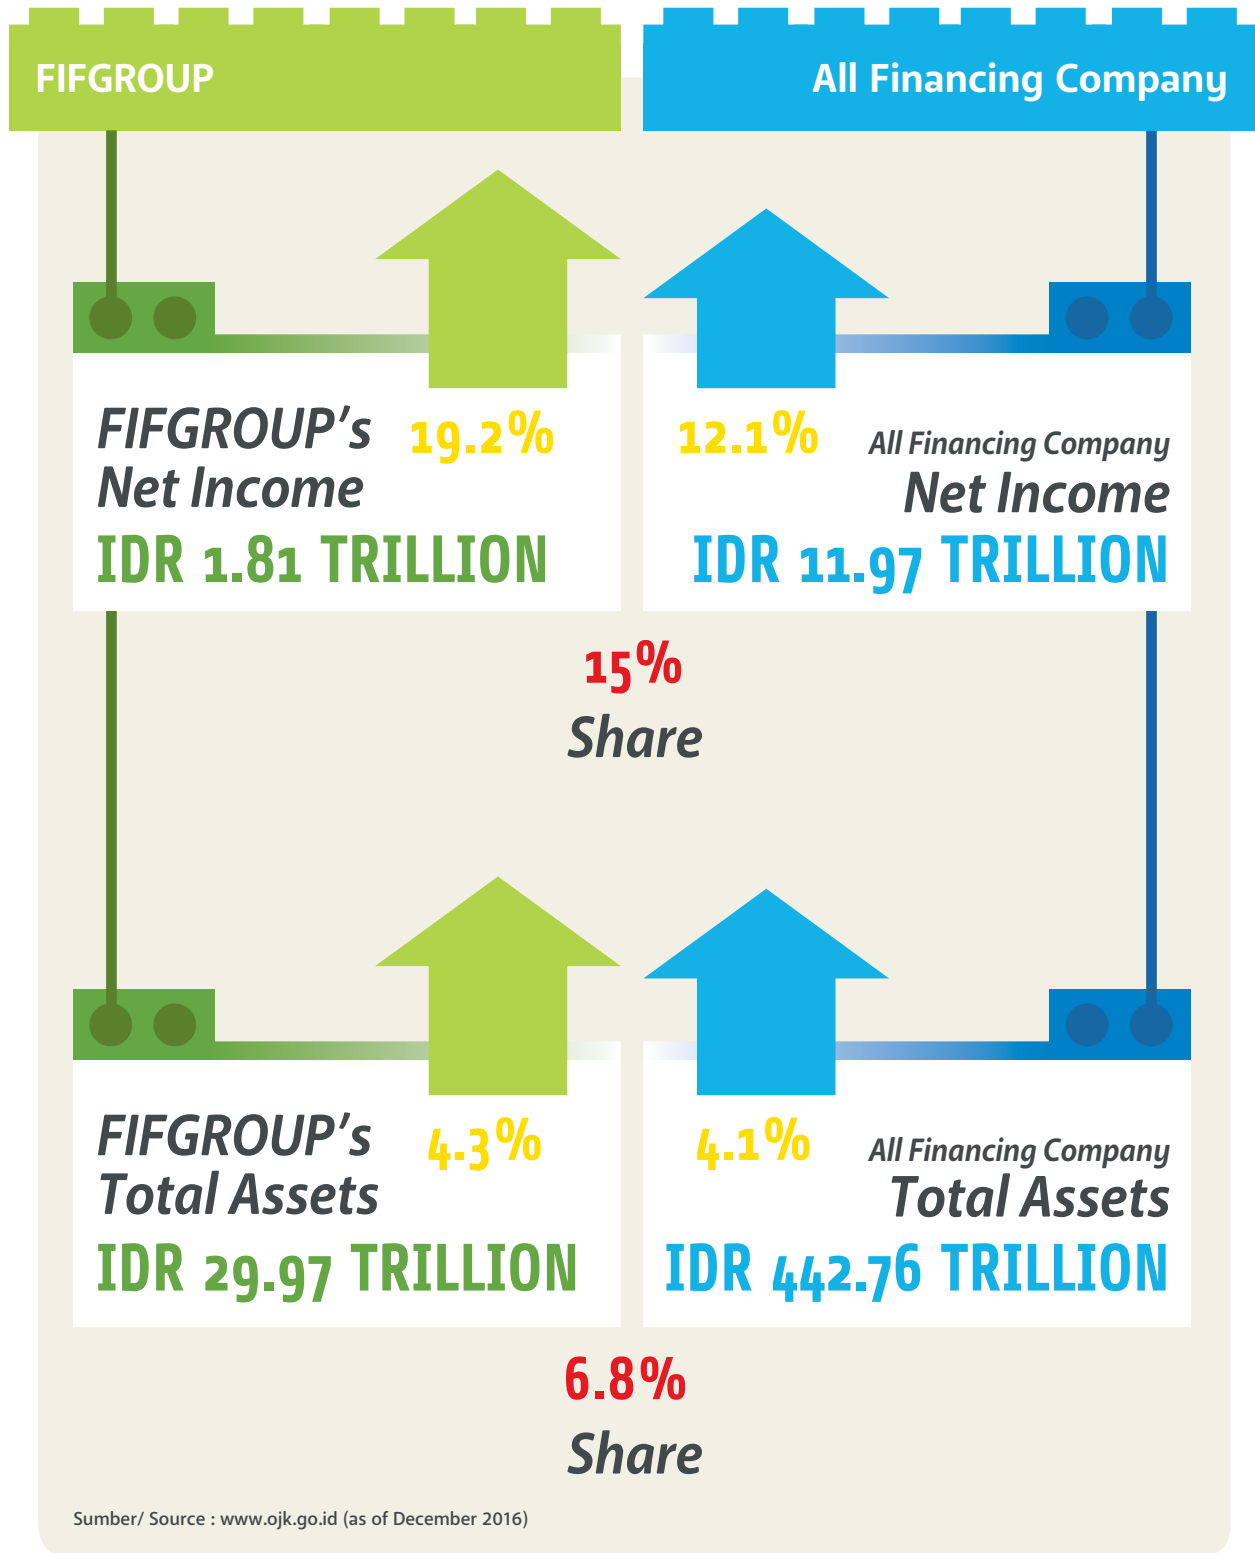 FIFGROUP
All Financing Company
FIFGROUP's
Net Income
19.2%
IDR 1.81 TRILLION
12.1%
All Financing Company
Net Income
IDR 11.97 TRILLION
15%
Share
FIFGROUP's
Total Assets
4.3%
IDR 29.97 TRILLION
4.1%
All Financing Company
Total Assets
IDR 442.76 TRILLION
6.8%
Share
Sumber/ Source : www.ojk.go.id (as of December 2016)